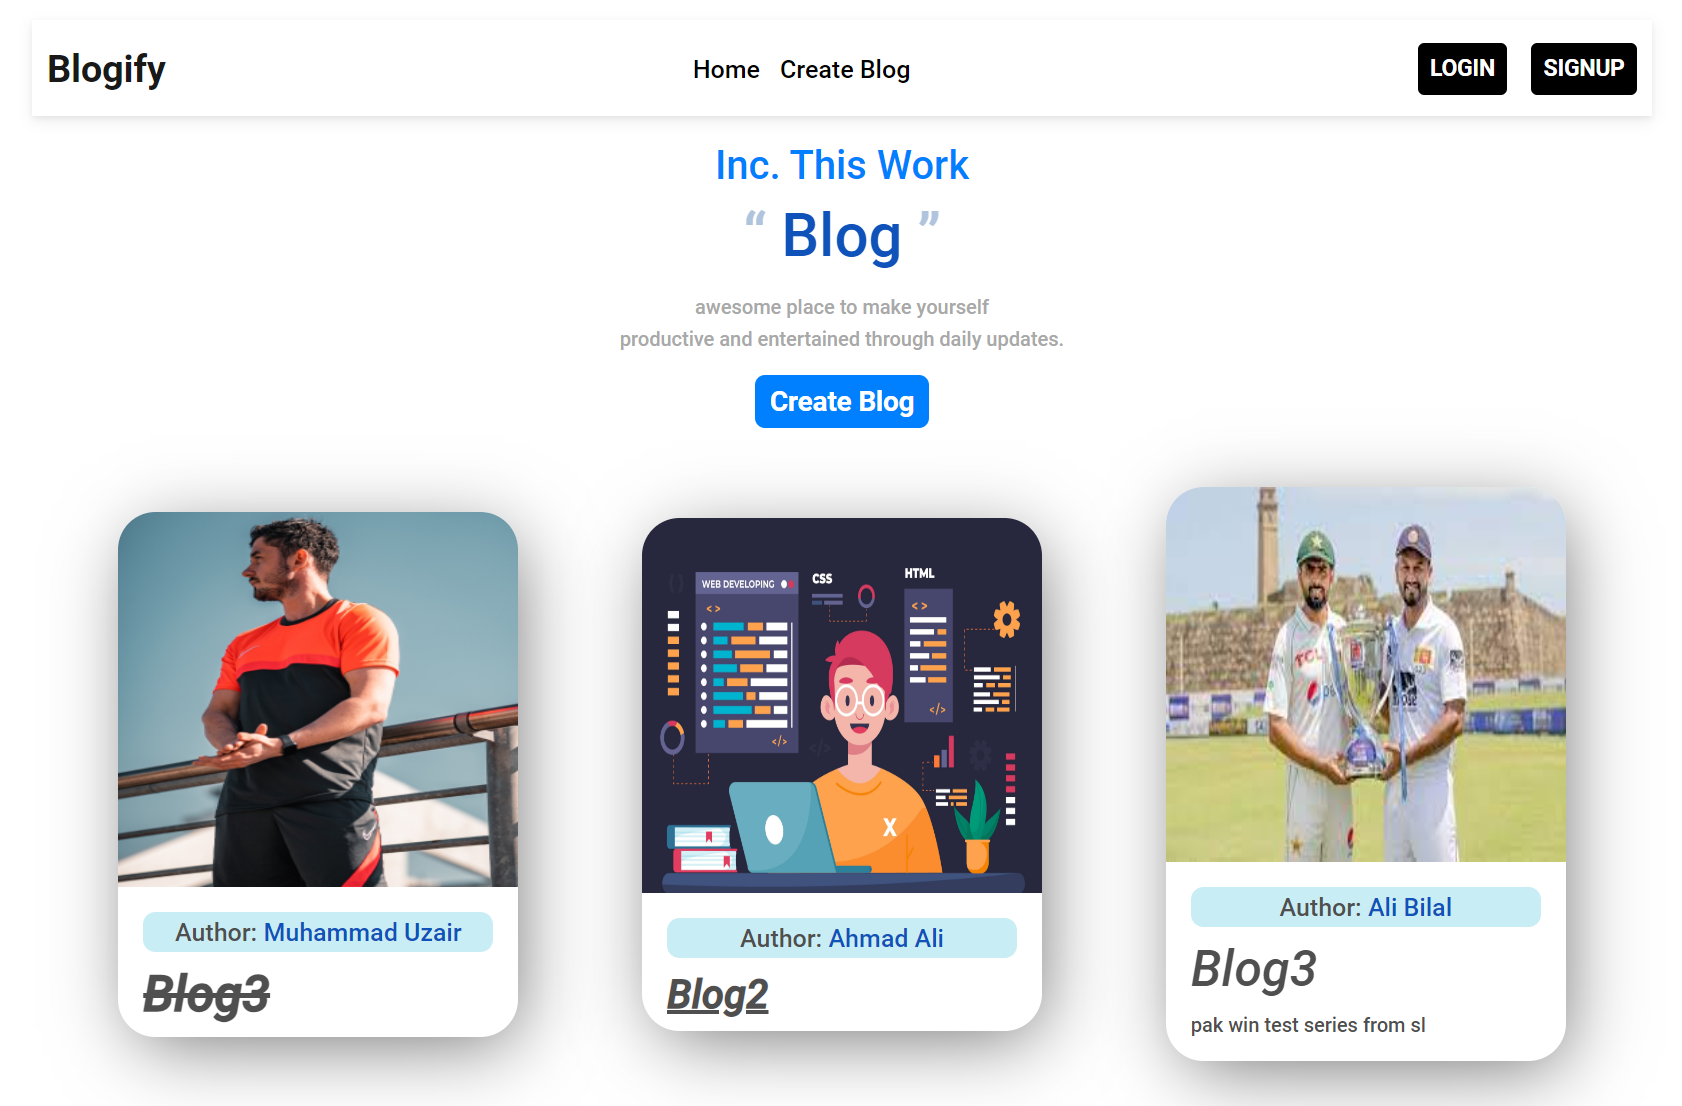 Blogify
Home Create Blog
LOGIN SIGNUP
Inc. This Work
“ Blog ”
awesome place to make yourself
productive and entertained through daily updates.
Create Blog
Author: Muhammad Uzair
Blog3
WEB DEVELOPING
CSS
HTML
< >
< >
</>
</>
</>
X
Author: Ahmad Ali
Blog2
TCL
Author: Ali Bilal
Blog3
pak win test series from sl